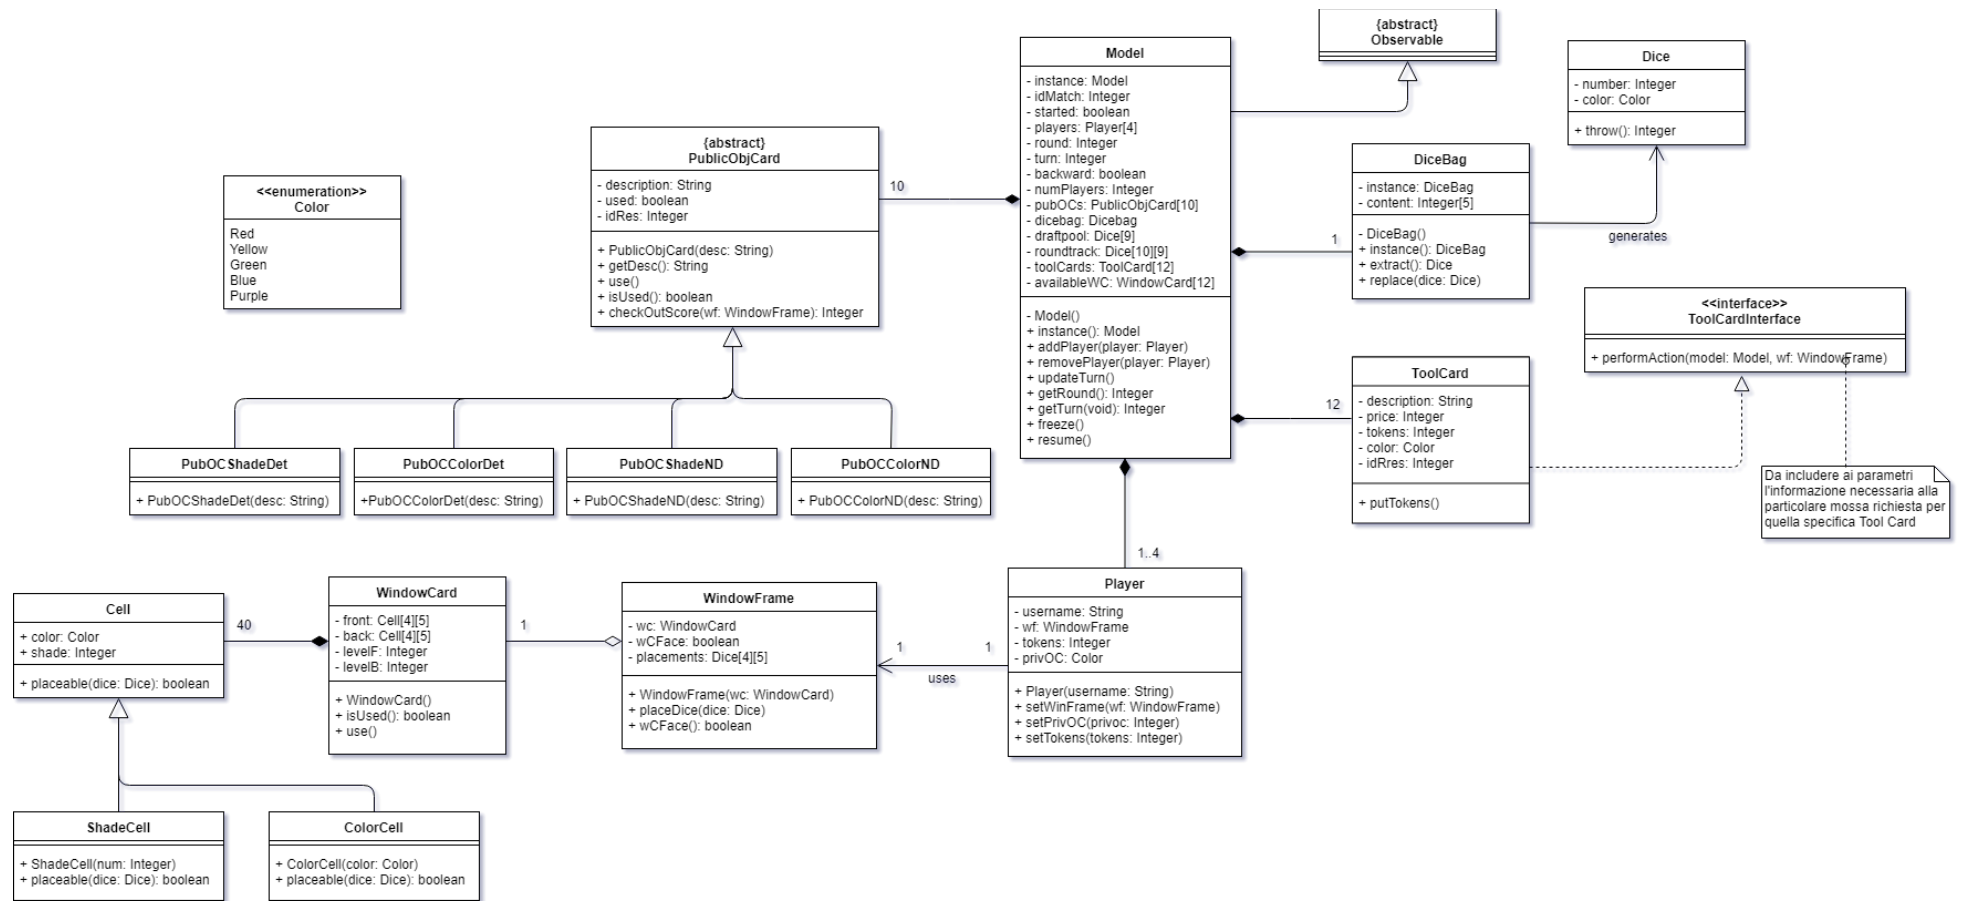 {abstract}
Observable
Model
- instance: Model
- idMatch: Integer
- started: boolean
- players: Player[4]
- round: Integer
- turn: Integer
- backward: boolean
- numPlayers: Integer
- pubOCs: PublicObjCard[10]
- dicebag: Dicebag
- draftpool: Dice[9]
- roundtrack: Dice[10][9]
- toolCards: ToolCard[12]
- availableWC: WindowCard[12]
- Model()
+ instance(): Model
+ addPlayer(player: Player)
+ removePlayer(player: Player)
+ updateTurn()
+ getRound(): Integer
+ getTurn(void): Integer
+ freeze()
+ resume()
Dice
- number: Integer
- color: Color
+ throw(): Integer
{abstract}
PublicObjCard
- description: String
- used: boolean
- idRes: Integer
+ PublicObjCard(desc: String)
+ getDesc(): String
+ use()
+ isUsed(): boolean
+ checkOutScore(wf: WindowFrame): Integer
10
<<enumeration>>
Color
Red
Yellow
Green
Blue
Purple
DiceBag
- instance: DiceBag
- content: Integer[5]
- DiceBag()
+ instance(): DiceBag
+ extract(): Dice
+ replace(dice: Dice)
1
generates
<<interface>>
ToolCardInterface
+ performAction(model: Model, wf: WindowFrame)
ToolCard
- description: String
- price: Integer
- tokens: Integer
- color: Color
- idRres: Integer
+ putTokens()
12
Da includere ai parametri
l'informazione necessaria alla
particolare mossa richiesta per
quella specifica Tool Card
PubOCShadeDet
+ PubOCShadeDet(desc: String)
PubOCColorDet
+PubOCColorDet(desc: String)
PubOCShadeND
+ PubOCShadeND(desc: String)
PubOCColorND
+ PubOCColorND(desc: String)
1..4
Cell
+ color: Color
+ shade: Integer
+ placeable(dice: Dice): boolean
40
WindowCard
- front: Cell[4][5]
- back: Cell[4][5]
- levelF: Integer
- levelB: Integer
+ WindowCard()
+ isUsed(): boolean
+ use()
1
WindowFrame
- wc: WindowCard
- wCFace: boolean
- placements: Dice[4][5]
+ WindowFrame(wc: WindowCard)
+ placeDice(dice: Dice)
+ wCFace(): boolean
1
1
uses
Player
- username: String
- wf: WindowFrame
- tokens: Integer
- privOC: Color
+ Player(username: String)
+ setWinFrame(wf: WindowFrame)
+ setPrivOC(privoc: Integer)
+ setTokens(tokens: Integer)
ShadeCell
+ ShadeCell(num: Integer)
+ placeable(dice: Dice): boolean
ColorCell
+ ColorCell(color: Color)
+ placeable(dice: Dice): boolean